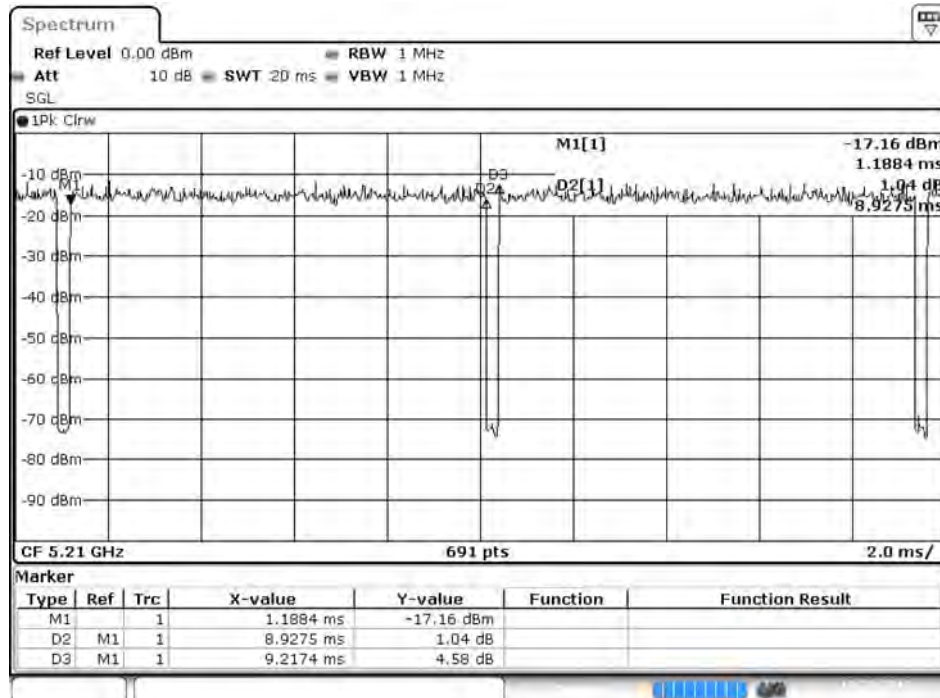 Spectrum
Ref Level 0.00 dBm RBW 1 MHz
Att 10 dB SWT 20 ms VBW 1 MHz
SGL
1Pk Clrw
M1[1] -17.16 dBm
1.1884 ms
-10 dBm
M1
D2
D3
D2[1] 1.04 dB
8.9275 ms
-20 dBm
-30 dBm
-40 dBm
-50 dBm
-60 dBm
-70 dBm
-80 dBm
-90 dBm
CF 5.21 GHz 691 pts 2.0 ms/
Marker
Type Ref Trc X-value Y-value Function Function Result
M1 1 1.1884 ms -17.16 dBm
D2 M1 1 8.9275 ms 1.04 dB
D3 M1 1 9.2174 ms 4.58 dB